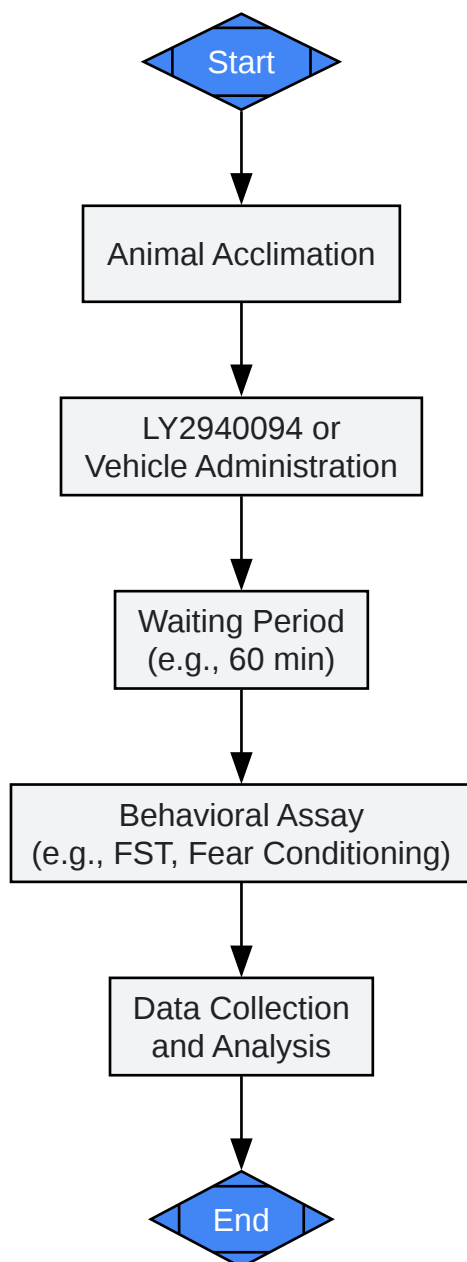 Start
Animal Acclimation
LY2940094 or
Vehicle Administration
Waiting Period
(e.g., 60 min)
Behavioral Assay
(e.g., FST, Fear Conditioning)
Data Collection
and Analysis
End